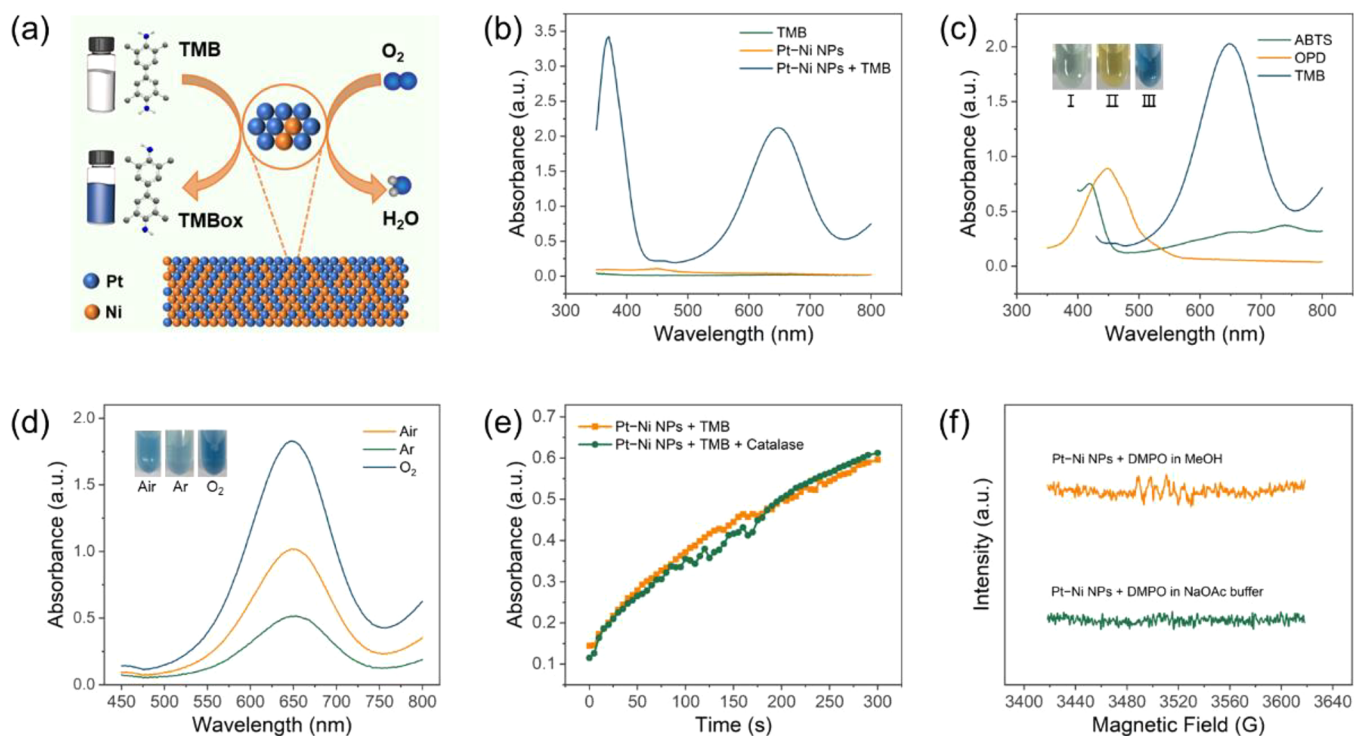 (a)
TMB
O2
TMBox
H2O
Pt
Ni
(b)
TMB
Pt−Ni NPs
Pt−Ni NPs + TMB
Absorbance (a.u.)
3.5
3.0
2.5
2.0
1.5
1.0
0.5
0.0
300 400 500 600 700 800
Wavelength (nm)
(c)
ABTS
OPD
TMB
I II III
Absorbance (a.u.)
2.0
1.5
1.0
0.5
0.0
300 400 500 600 700 800
Wavelength (nm)
(d)
Air
Ar
O2
Air Ar O2
Absorbance (a.u.)
2.0
1.5
1.0
0.5
0.0
450 500 550 600 650 700 750 800
Wavelength (nm)
(e)
Pt−Ni NPs + TMB
Pt−Ni NPs + TMB + Catalase
Absorbance (a.u.)
0.7
0.6
0.5
0.4
0.3
0.2
0.1
0 50 100 150 200 250 300
Time (s)
(f)
Pt−Ni NPs + DMPO in MeOH
Pt−Ni NPs + DMPO in NaOAc buffer
Intensity (a.u.)
3400 3440 3480 3520 3560 3600 3640
Magnetic Field (G)